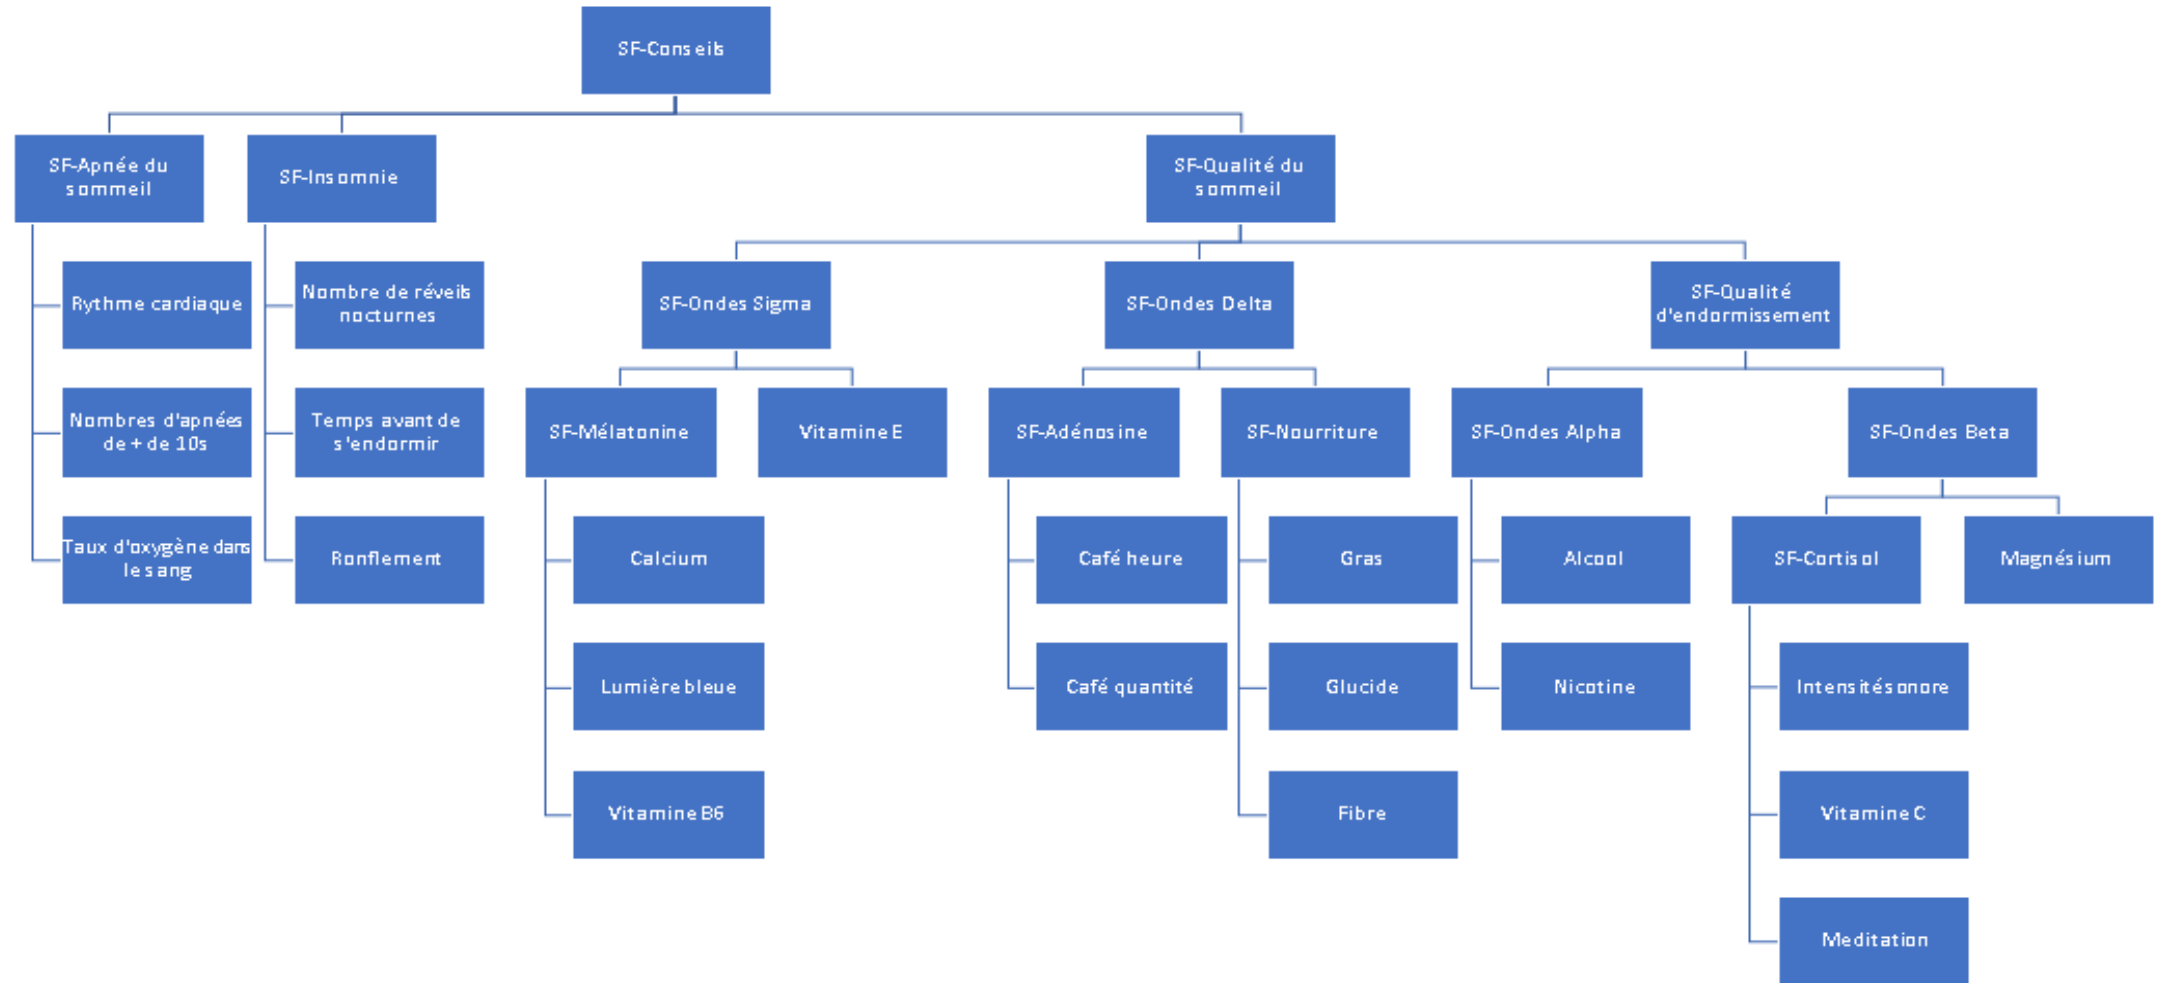 SF-Conseils
SF-Apnée du
sommeil
SF-Insomnie
SF-Qualité du
sommeil
Rythme cardiaque
Nombre de réveils
nocturnes
SF-Ondes Sigma
SF-Ondes Delta
SF-Qualité
d'endormissement
Nombres d'apnées
de + de 10s
Temps avant de
s'endormir
SF-Mélatonine
Vitamine E
SF-Adénosine
SF-Nourriture
SF-Ondes Alpha
SF-Ondes Beta
Taux d'oxygène dans
le sang
Ronflement
Calcium
Café heure
Gras
Alcool
SF-Cortisol
Magnésium
Lumière bleue
Café quantité
Glucide
Nicotine
Intensité sonore
Vitamine B6
Fibre
Vitamine C
Meditation